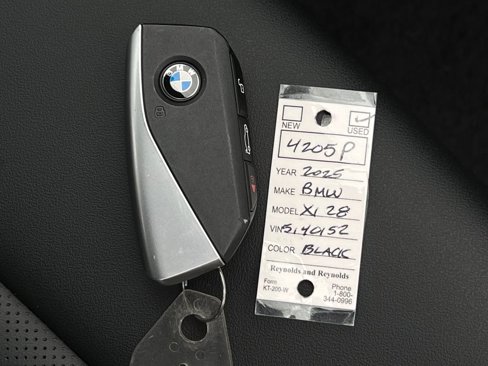 BMW
NEW
USED
4205P
YEAR 2025
MAKE BMW
MODEL X1 28
VIN 5J40152
COLOR BLACK
Reynolds and Reynolds
Form
KT-200-W
Phone
1-800-
344-0996